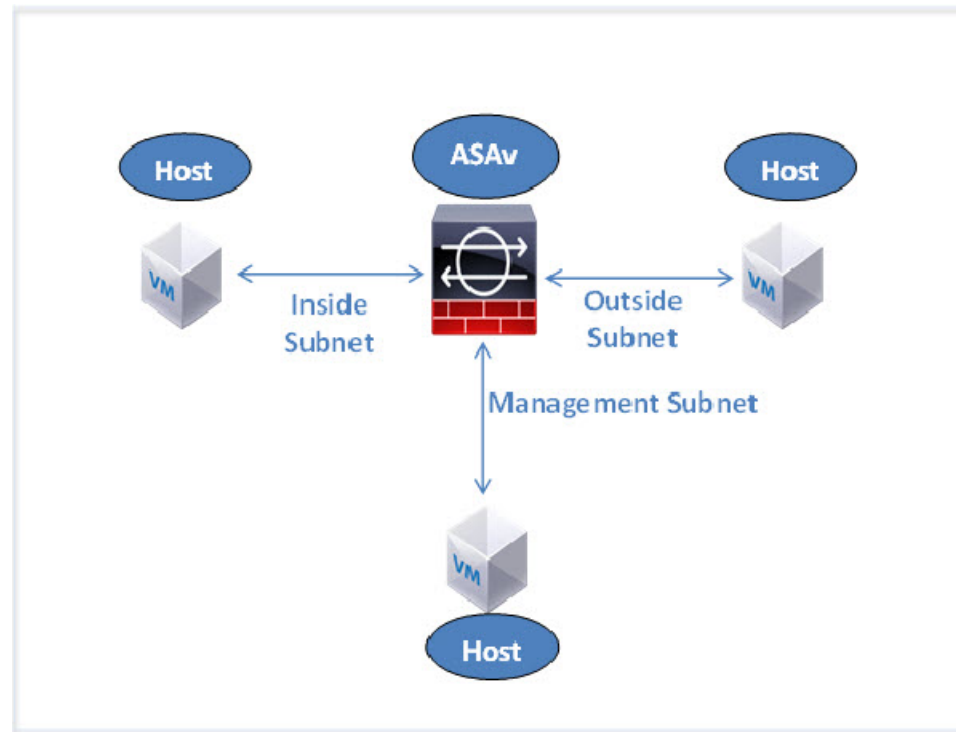 Host
ASAv
Host
VM
VM
Inside
Subnet
Outside
Subnet
Management Subnet
VM
Host